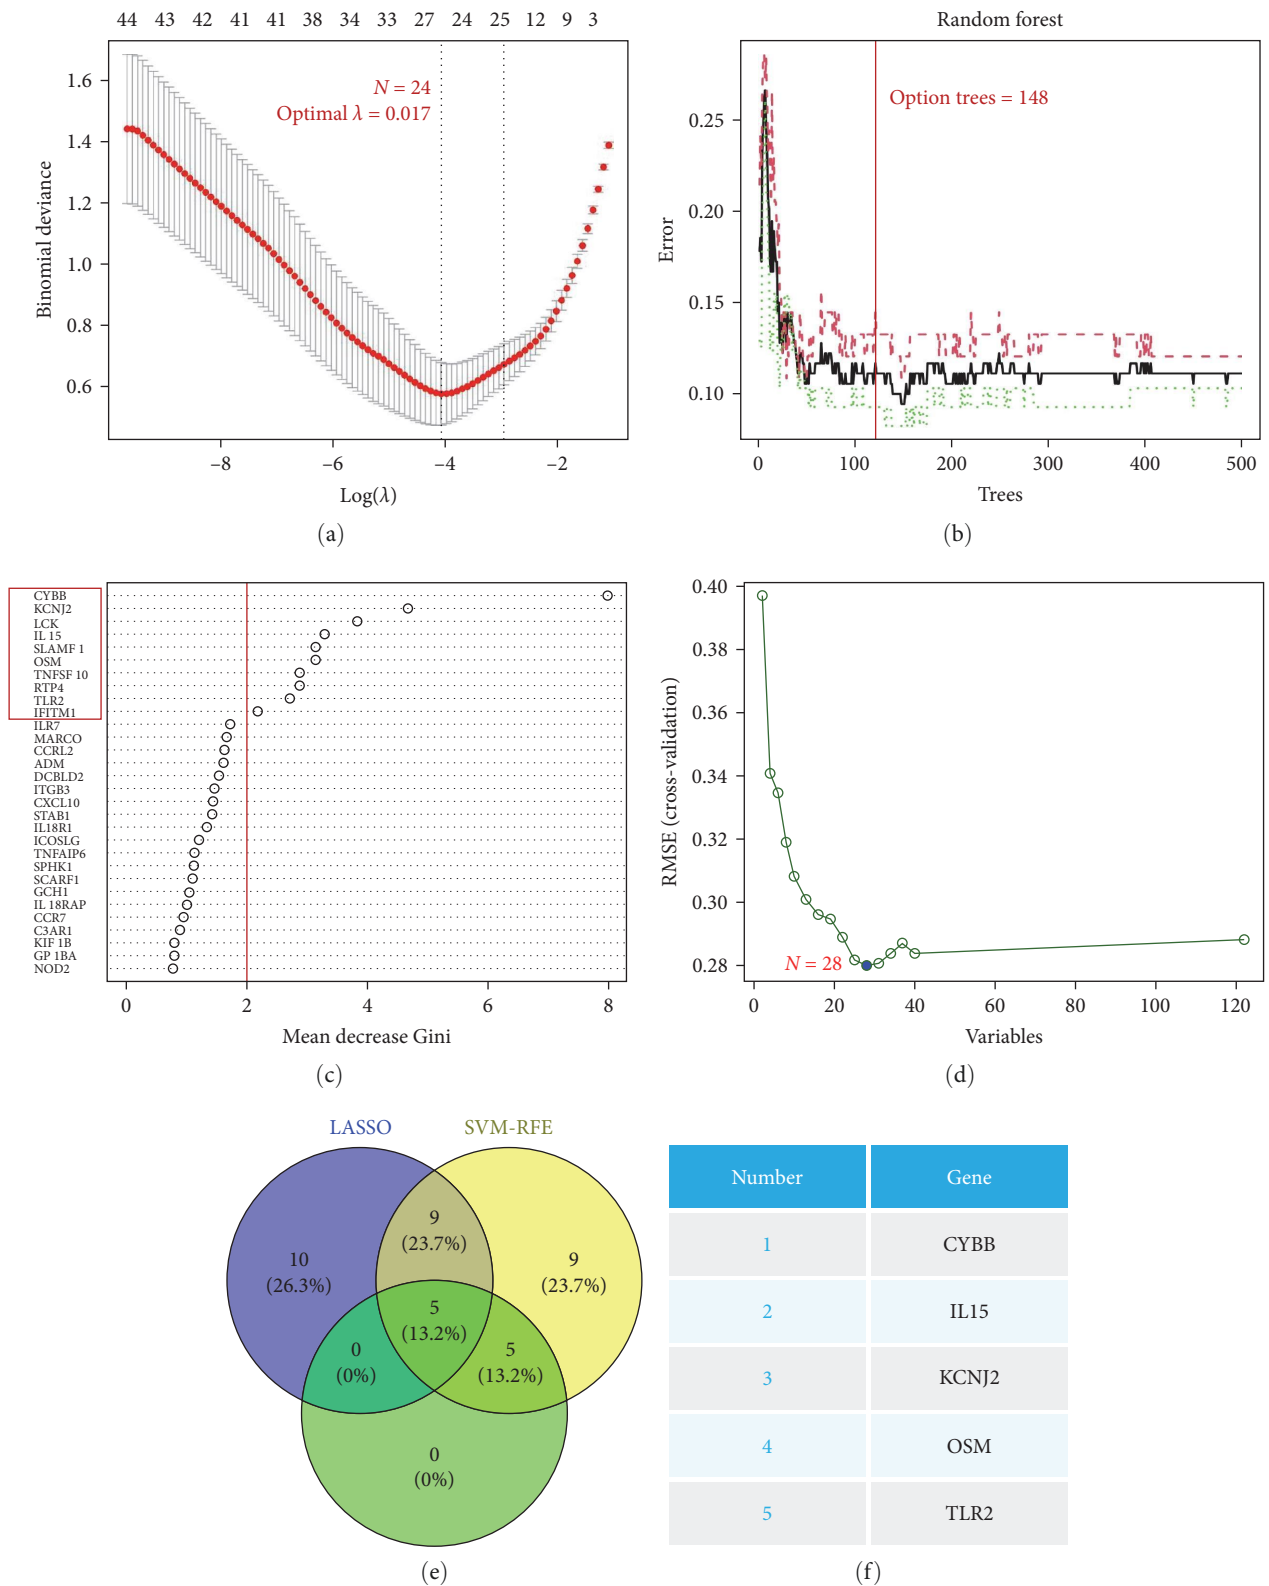 44 43 42 41 41 38 34 33 27 24 25 12 9 3
N = 24
Optimal λ = 0.017
Binomial deviance
1.6
1.4
1.2
1.0
0.8
0.6
–8 –6 –4 –2
Log(λ)
(a)
Random forest
Option trees = 148
Error
0.25
0.20
0.15
0.10
0 100 200 300 400 500
Trees
(b)
CYBB
KCNJ2
LCK
IL 15
SLAMF 1
OSM
TNFSF 10
RTP4
TLR2
IFITM1
ILR7
MARCO
CCRL2
ADM
DCBLD2
ITGB3
CXCL10
STAB1
IL18R1
ICOSLG
TNFAIP6
SPHK1
SCARF1
GCH1
IL 18RAP
CCR7
C3AR1
KIF 1B
GP 1BA
NOD2
0 2 4 6 8
Mean decrease Gini
(c)
RMSE (cross-validation)
0.40
0.38
0.36
0.34
0.32
0.30
0.28
N = 28
0 20 40 60 80 100 120
Variables
(d)
LASSO SVM-RFE
10
(26.3%)
9
(23.7%)
9
(23.7%)
5
(13.2%)
0
(0%)
5
(13.2%)
0
(0%)
(e)
Number Gene
1 CYBB
2 IL15
3 KCNJ2
4 OSM
5 TLR2
(f)